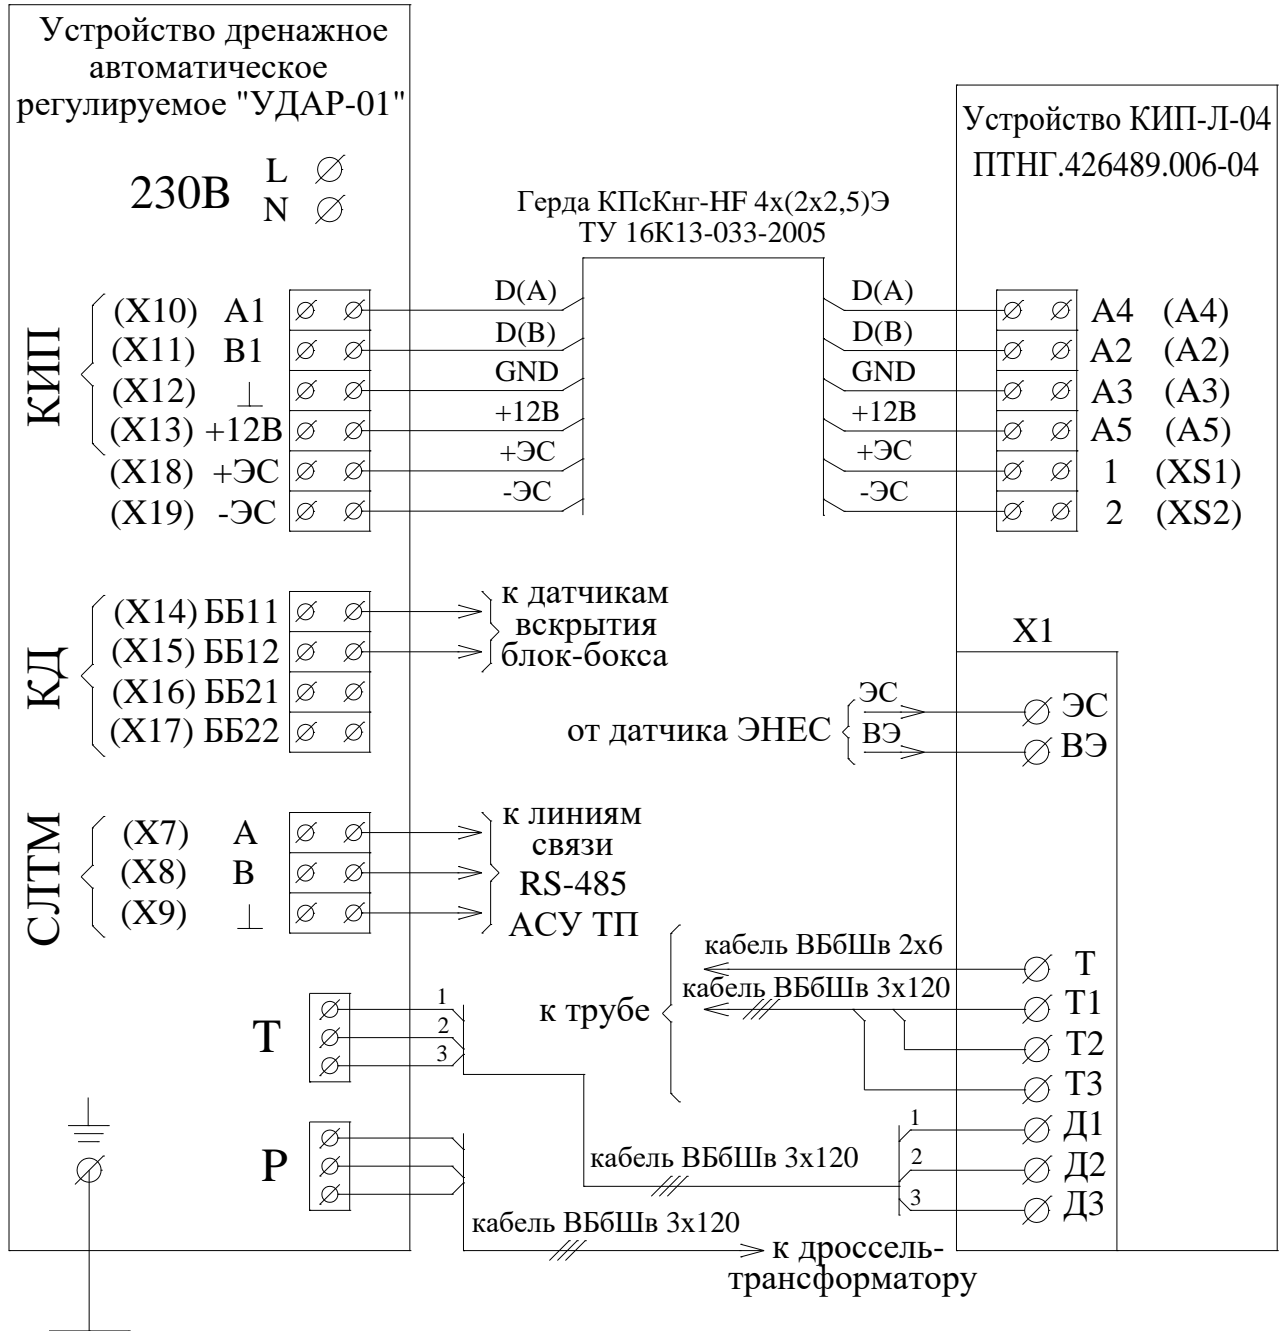 Устройство дренажное
автоматическое
регулируемое "УДАР-01"
230В
L
N
Устройство КИП-Л-04
ПТНГ.426489.006-04
Герда КПсКнг-HF 4х(2х2,5)Э
ТУ 16К13-033-2005
КИП
(X10) A1
(X11) B1
(X12) ⊥
(X13) +12В
(X18) +ЭС
(X19) -ЭС
D(A)
D(B)
GND
+12В
+ЭС
-ЭС
D(A)
D(B)
GND
+12В
+ЭС
-ЭС
A4 (A4)
A2 (A2)
A3 (A3)
A5 (A5)
1 (XS1)
2 (XS2)
КД
(X14) ББ11
(X15) ББ12
(X16) ББ21
(X17) ББ22
к датчикам
вскрытия
блок-бокса
X1
от датчика ЭНЕС
ЭС
ВЭ
ЭС
ВЭ
СЛТМ
(X7) A
(X8) B
(X9) ⊥
к линиям
связи
RS-485
АСУ ТП
к трубе
кабель ВБбШв 2х6
кабель ВБбШв 3х120
Т
Т1
Т2
Т3
Д1
Д2
Д3
Т
1
2
3
Р
кабель ВБбШв 3х120
1
2
3
кабель ВБбШв 3х120
к дроссель-
трансформатору